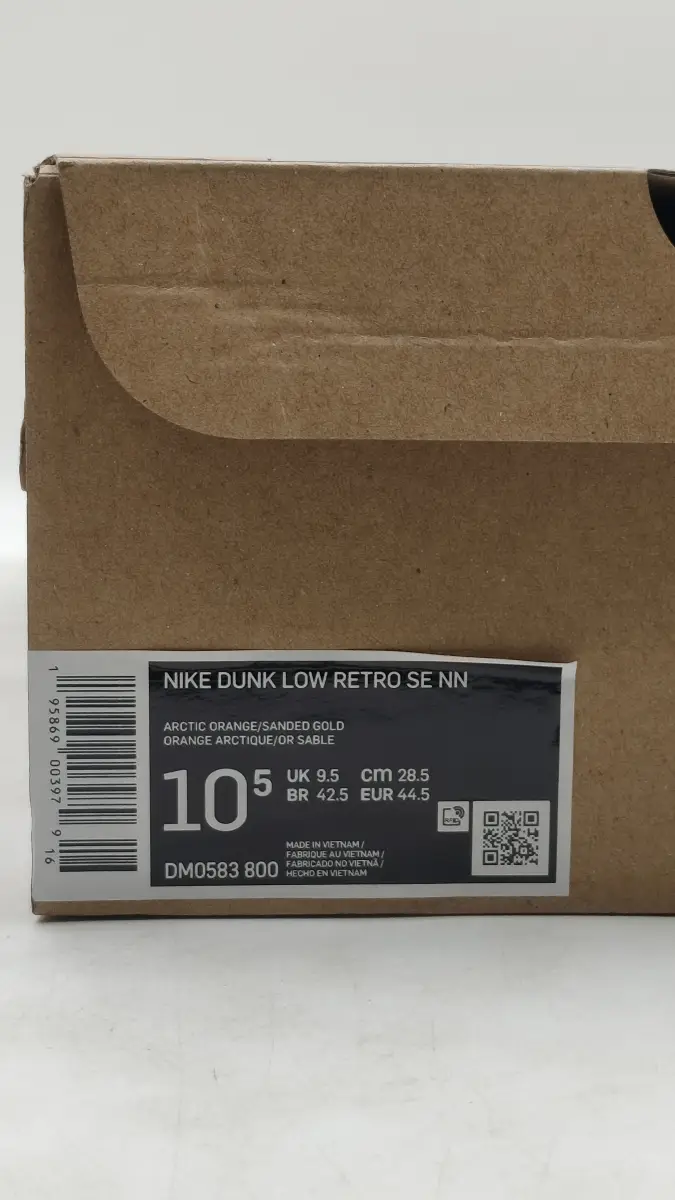 NIKE DUNK LOW RETRO SE NN
ARCTIC ORANGE/SANDED GOLD
ORANGE ARCTIQUE/OR SABLE
10⁵
UK 9.5 cm 28.5
BR 42.5 EUR 44.5
RFID
DM0583 800
MADE IN VIETNAM /
FABRIQUE AU VIETNAM /
FABRICADO NO VIETNÃ /
HECHO EN VIETNAM
1 95869 00397 9 16